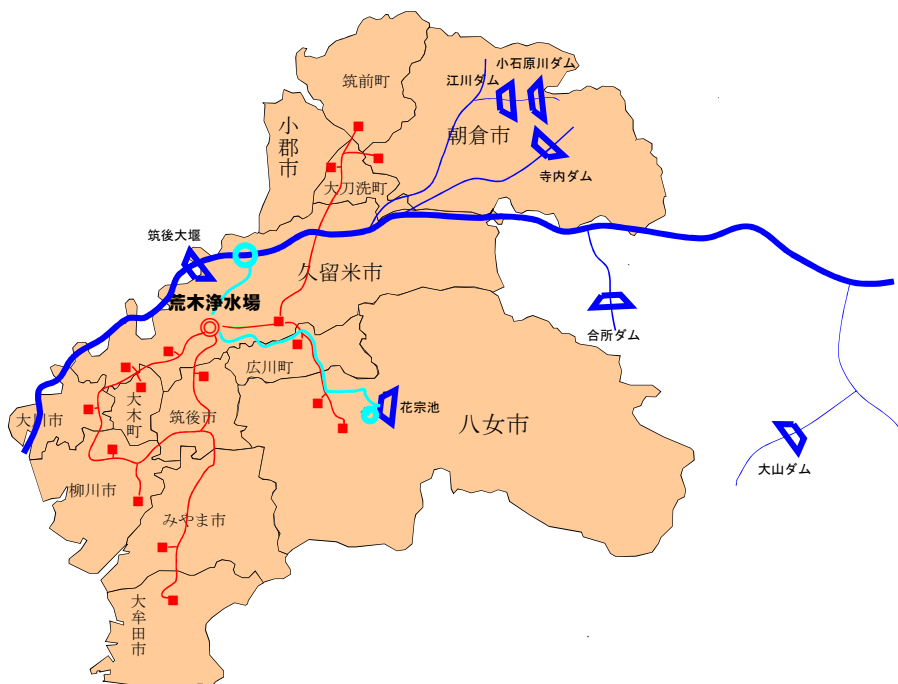 小石原川ダム
江川ダム
筑前町
小郡市
朝倉市
寺内ダム
大刀洗町
筑後大堰
久留米市
荒木浄水場
合所ダム
広川町
大川市
大木町
筑後市
花宗池
八女市
大山ダム
柳川市
みやま市
大牟田市